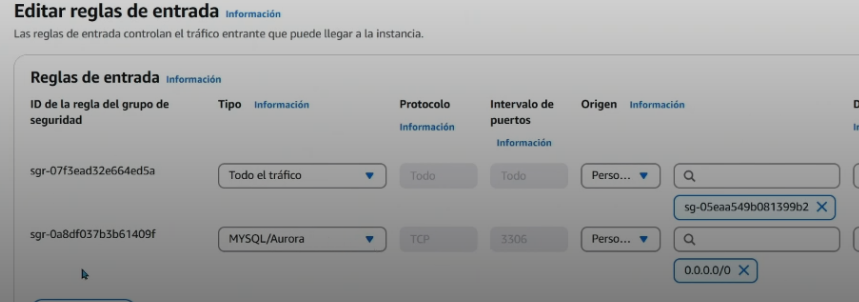 Editar reglas de entrada Información
Las reglas de entrada controlan el tráfico entrante que puede llegar a la instancia.
Reglas de entrada Información
ID de la regla del grupo de seguridad
Tipo Información
Protocolo
Información
Intervalo de puertos
Información
Origen Información
sgr-07f3ead32e664ed5a
Todo el tráfico
Todo
Todo
Perso...
sg-05eaa549b081399b2
sgr-0a8df037b3b61409f
MYSQL/Aurora
TCP
3306
Perso...
0.0.0.0/0